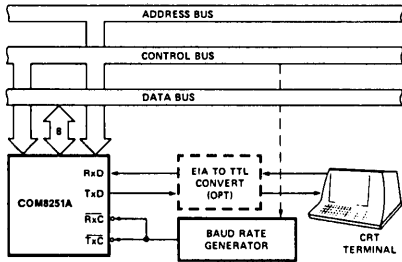 ADDRESS BUS
CONTROL BUS
DATA BUS
8
COM8251A
RxD
TxD
RxC
TxC
EIA TO TTL
CONVERT
(OPT)
BAUD RATE
GENERATOR
CRT
TERMINAL